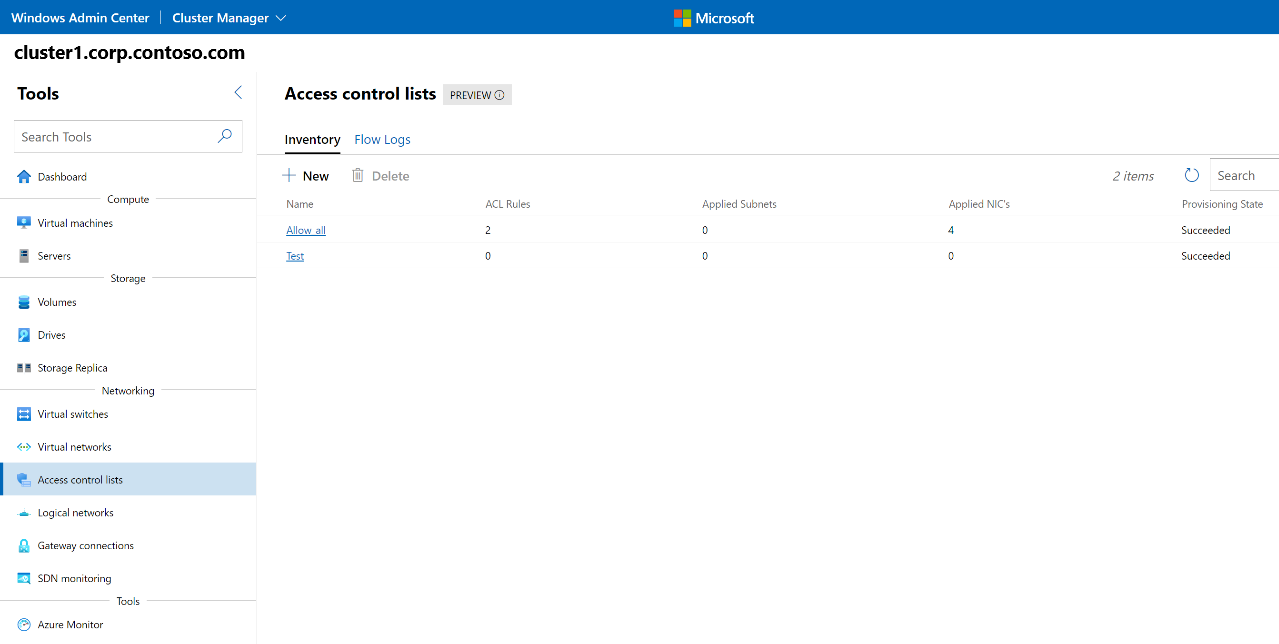 Windows Admin Center | Cluster Manager
Microsoft
cluster1.corp.contoso.com
Tools
Search Tools
Dashboard
Compute
Virtual machines
Servers
Storage
Volumes
Drives
Storage Replica
Networking
Virtual switches
Virtual networks
Access control lists
Logical networks
Gateway connections
SDN monitoring
Tools
Azure Monitor
Access control lists PREVIEW
Inventory Flow Logs
New Delete 2 items Search
Name ACL Rules Applied Subnets Applied NIC's Provisioning State
Allow_all 2 0 4 Succeeded
Test 0 0 0 Succeeded